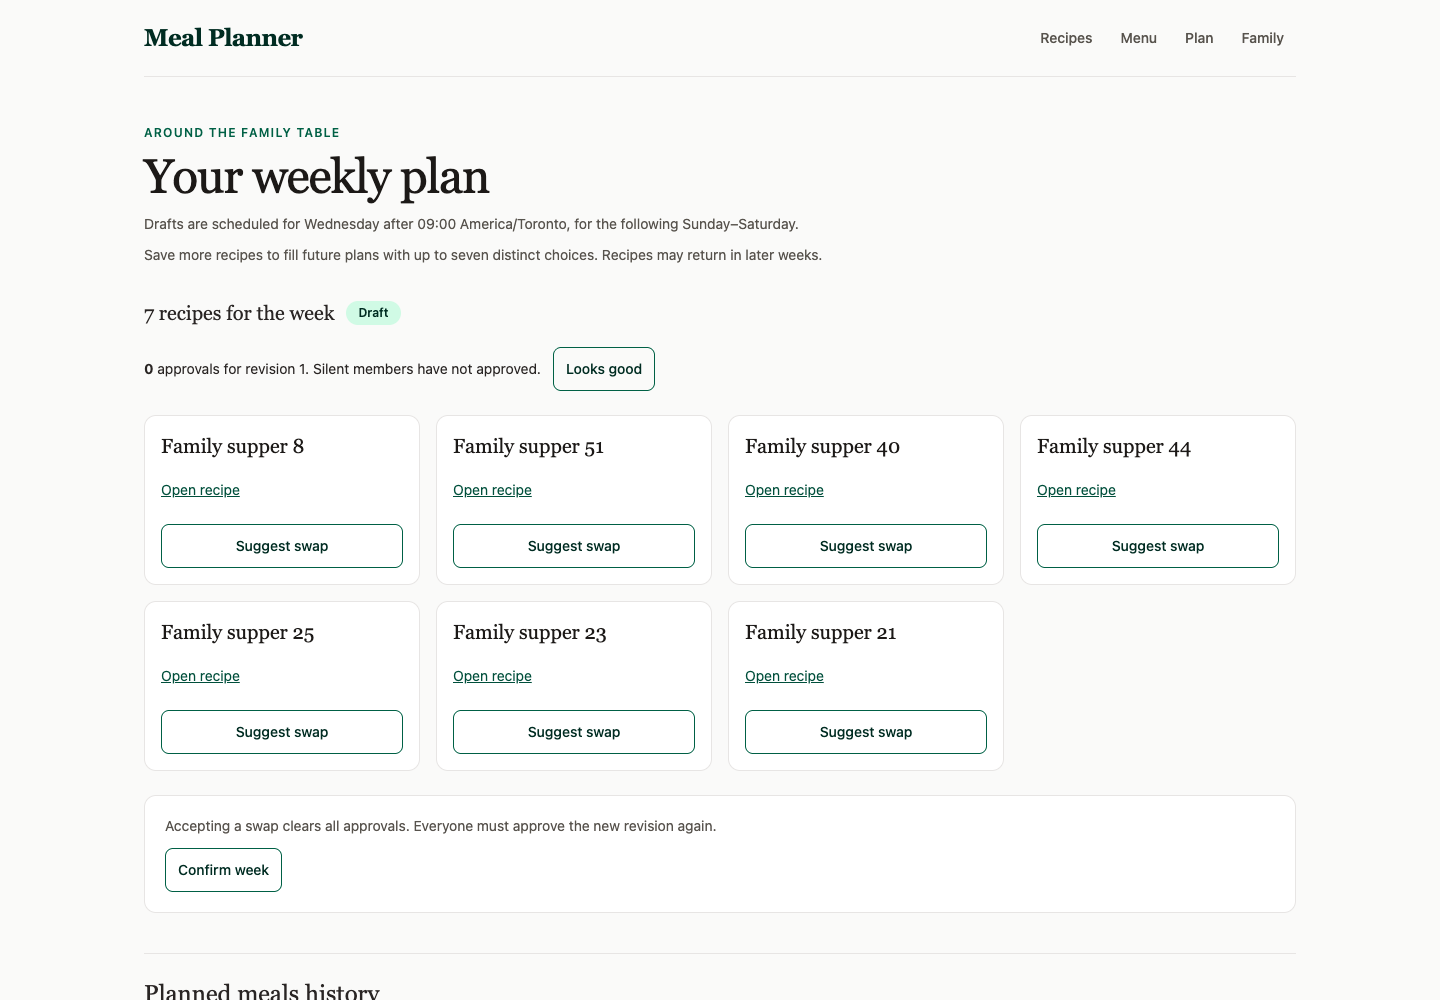 Meal Planner
Recipes Menu Plan Family
AROUND THE FAMILY TABLE
Your weekly plan
Drafts are scheduled for Wednesday after 09:00 America/Toronto, for the following Sunday–Saturday.
Save more recipes to fill future plans with up to seven distinct choices. Recipes may return in later weeks.
7 recipes for the week Draft
0 approvals for revision 1. Silent members have not approved. Looks good
Family supper 8
Open recipe
Suggest swap
Family supper 51
Open recipe
Suggest swap
Family supper 40
Open recipe
Suggest swap
Family supper 44
Open recipe
Suggest swap
Family supper 25
Open recipe
Suggest swap
Family supper 23
Open recipe
Suggest swap
Family supper 21
Open recipe
Suggest swap
Accepting a swap clears all approvals. Everyone must approve the new revision again.
Confirm week
Planned meals history